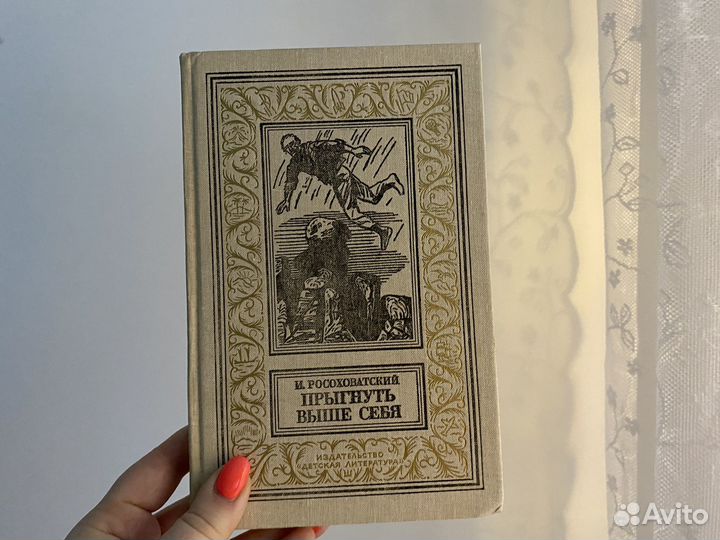 И. РОСОХОВАТСКИЙ
ПРЫГНУТЬ
ВЫШЕ СЕБЯ
ИЗДАТЕЛЬСТВО
«ДЕТСКАЯ ЛИТЕРАТУРА»
Avito